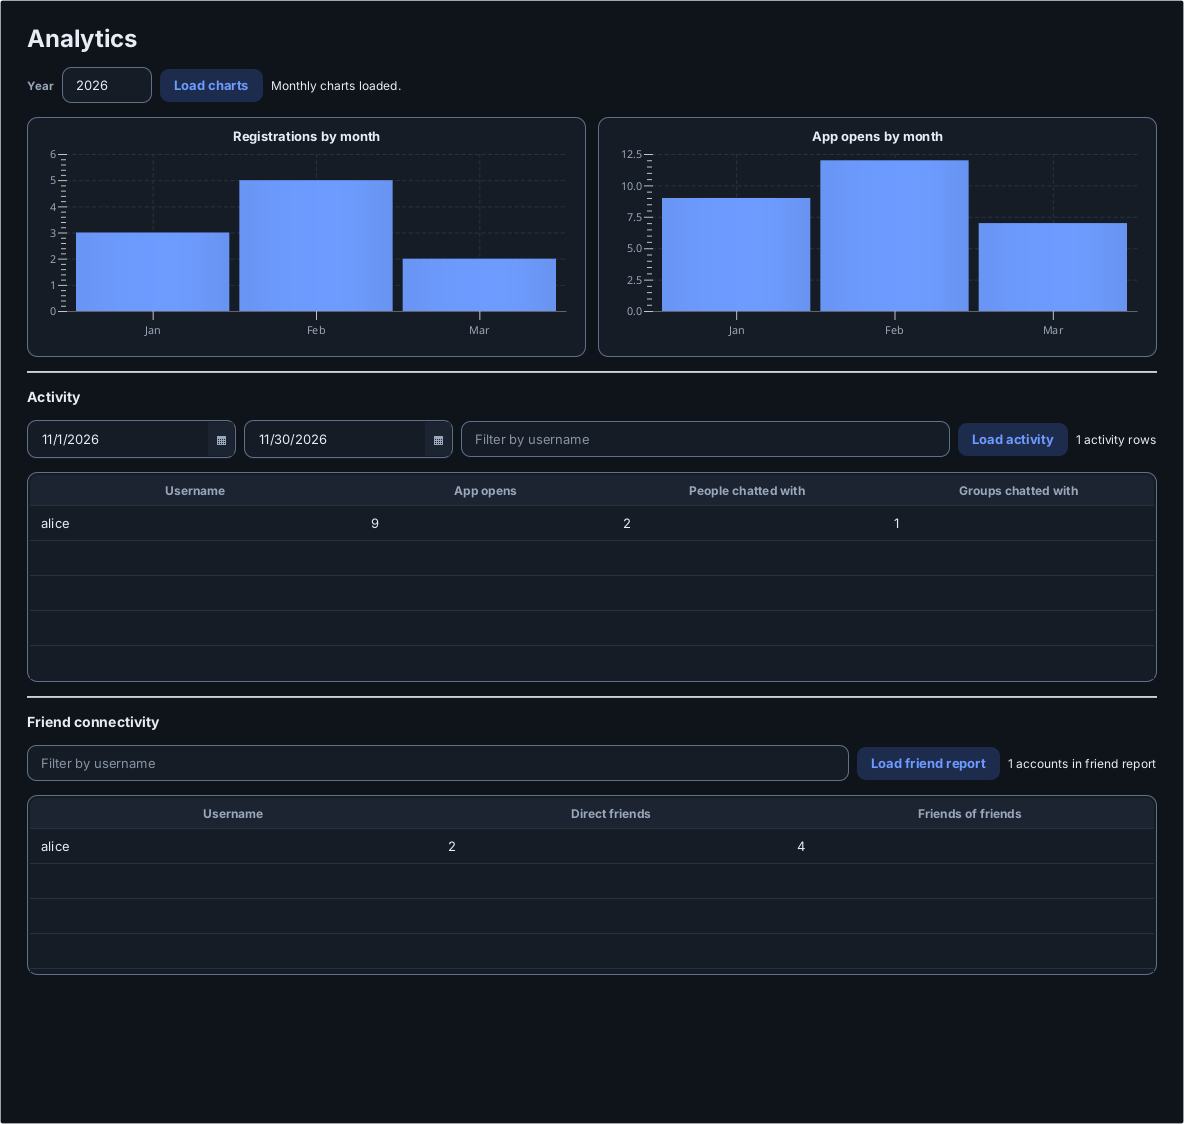 Analytics
Year 2026 Load charts Monthly charts loaded.
Registrations by month
6
5
4
3
2
1
0
Jan Feb Mar
App opens by month
12.5
10.0
7.5
5.0
2.5
0.0
Jan Feb Mar
Activity
11/1/2026 11/30/2026 Filter by username Load activity 1 activity rows
Username App opens People chatted with Groups chatted with
alice 9 2 1
Friend connectivity
Filter by username Load friend report 1 accounts in friend report
Username Direct friends Friends of friends
alice 2 4